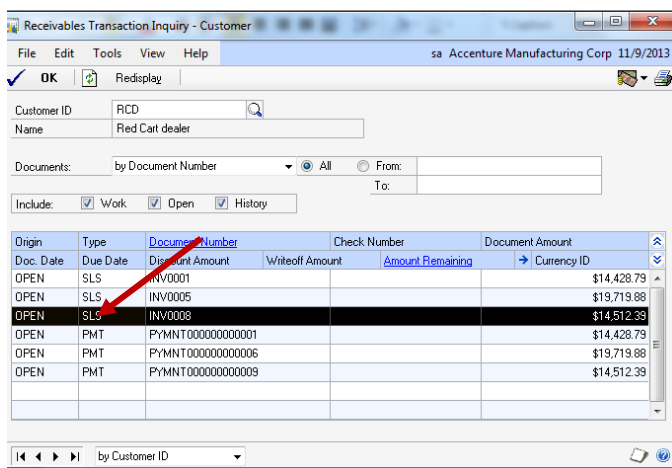 Receivables Transaction Inquiry - Customer
File Edit Tools View Help sa Accenture Manufacturing Corp 11/9/2013
OK Redisplay
Customer ID RCD
Name Red Cart dealer
Documents: by Document Number All From:
To:
Include: Work Open History
Origin Type Document Number Check Number Document Amount
Doc. Date Due Date Discount Amount Writeoff Amount Amount Remaining Currency ID
OPEN SLS INV0001 $14,428.79
OPEN SLS INV0005 $19,719.88
OPEN SLS INV0008 $14,512.39
OPEN PMT PYMNT000000000001 $14,428.79
OPEN PMT PYMNT000000000006 $19,719.88
OPEN PMT PYMNT000000000009 $14,512.39
by Customer ID